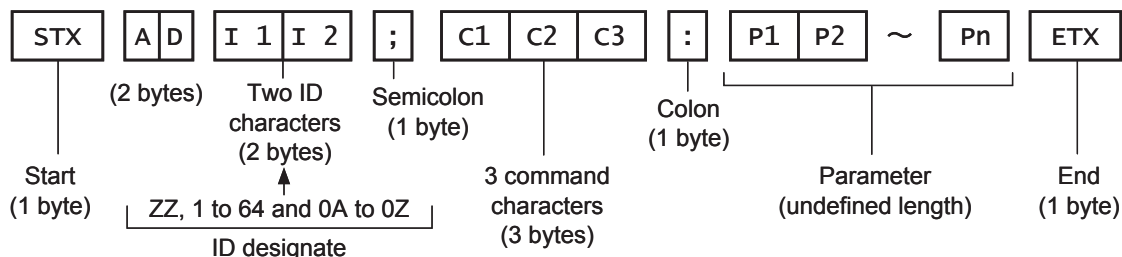 STX A D I 1 I 2 ; C1 C2 C3 : P1 P2 ~ Pn ETX
(2 bytes)
Two ID
characters
(2 bytes)
Semicolon
(1 byte)
Colon
(1 byte)
Start
(1 byte)
ZZ, 1 to 64 and 0A to 0Z
ID designate
3 command
characters
(3 bytes)
Parameter
(undefined length)
End
(1 byte)